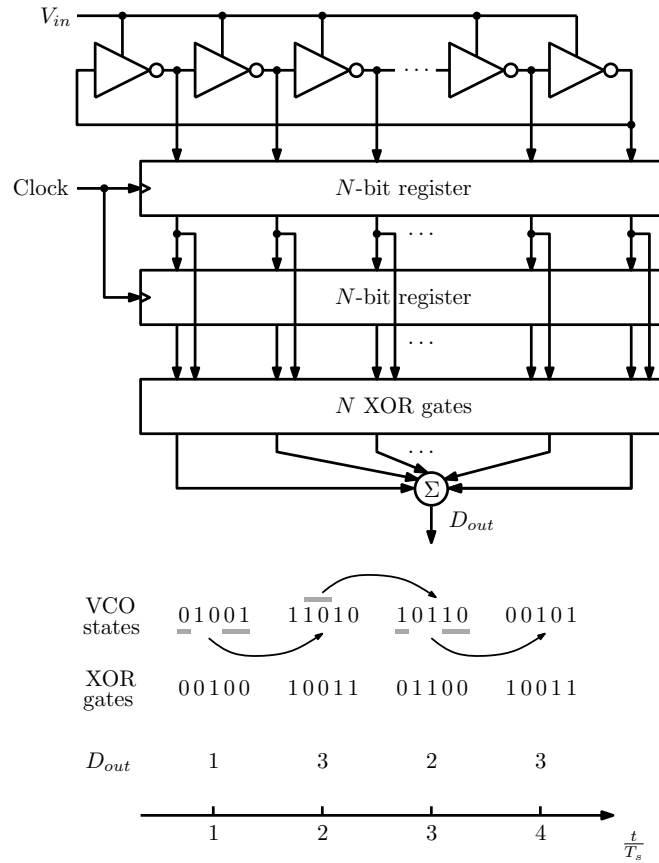 V_in
...
Clock
N-bit register
...
N-bit register
...
N XOR gates
...
Σ
D_out
VCO states 01001 11010 10110 00101
XOR gates 00100 10011 01100 10011
D_out 1 3 2 3
1 2 3 4 t/T_s